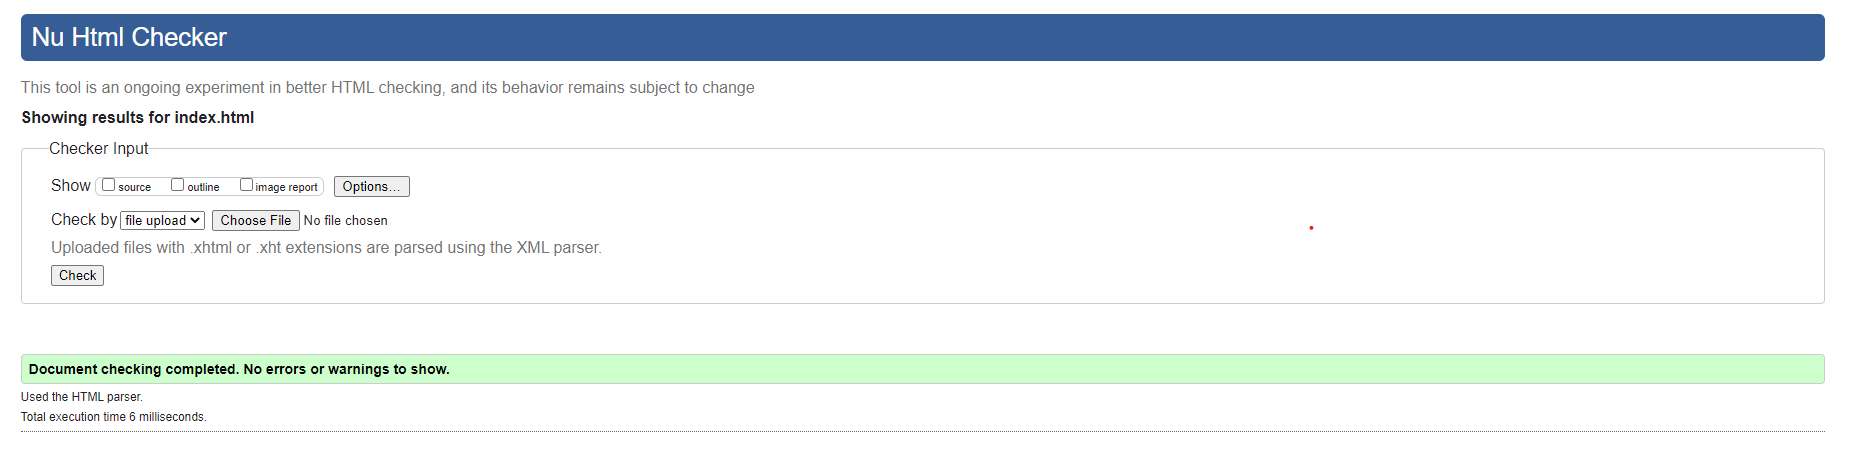 Nu Html Checker
This tool is an ongoing experiment in better HTML checking, and its behavior remains subject to change
Showing results for index.html
Checker Input
Show source outline image report Options...
Check by file upload Choose File No file chosen
Uploaded files with .xhtml or .xht extensions are parsed using the XML parser.
Check
Document checking completed. No errors or warnings to show.
Used the HTML parser.
Total execution time 6 milliseconds.